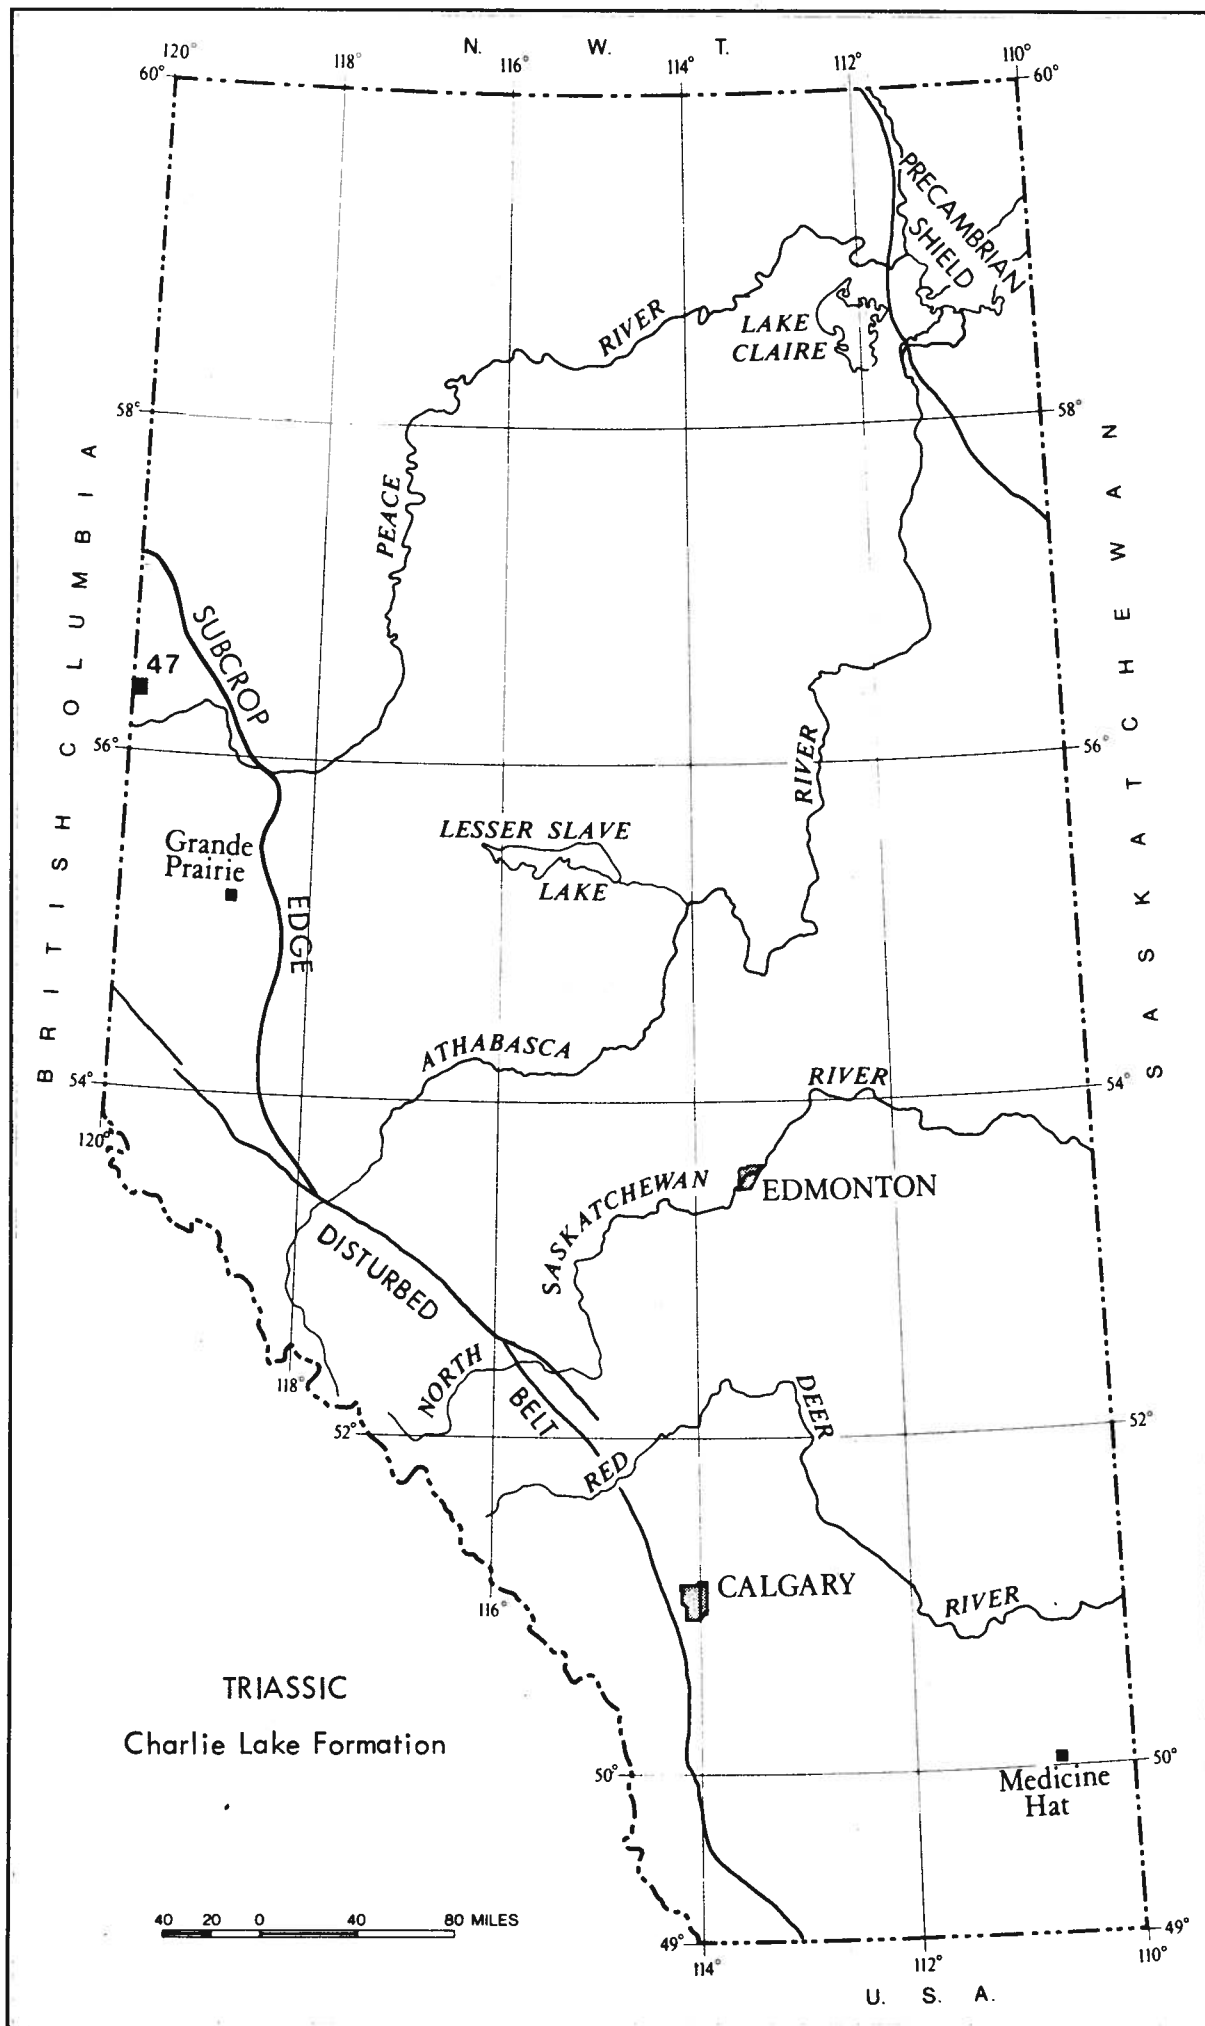 N. W. T.
120°
118°
116°
114°
112°
110°
60°
60°
PRECAMBRIAN
SHIELD
RIVER
LAKE
CLAIRE
58°
58°
PEACE
BRITISH COLUMBIA
SASKATCHEWAN
SUBCROP
47
56°
56°
RIVER
Grande
Prairie
LESSER SLAVE
LAKE
EDGE
ATHABASCA
54°
54°
RIVER
120°
SASKATCHEWAN
EDMONTON
DISTURBED
118°
NORTH
BELT
DEER
52°
52°
RED
116°
CALGARY
RIVER
TRIASSIC
Charlie Lake Formation
50°
50°
Medicine
Hat
40 20 0 40 80 MILES
49°
49°
114°
112°
110°
U. S. A.